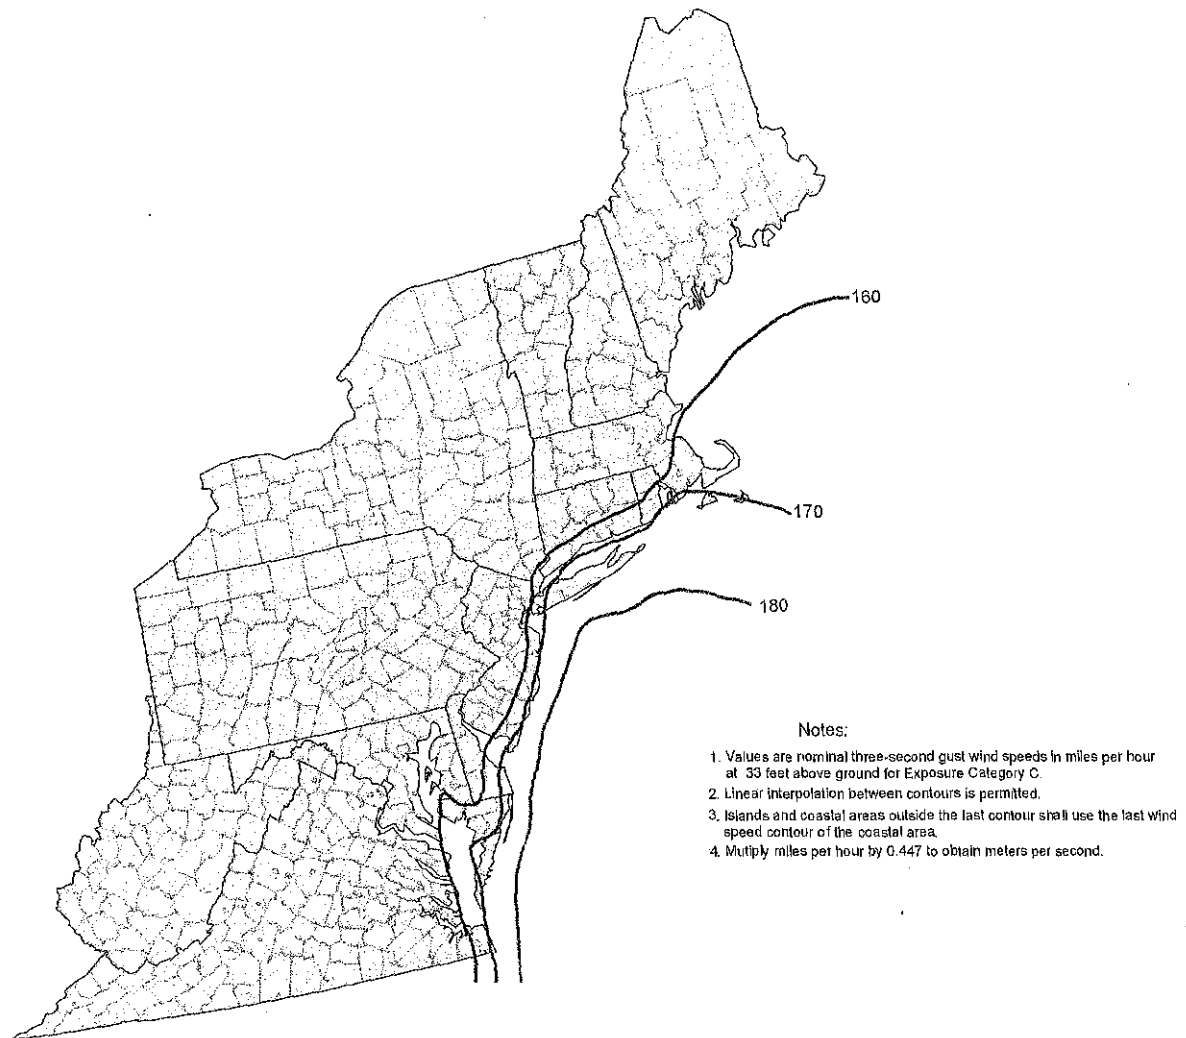 160
170
180
Notes:
1. Values are nominal three-second gust wind speeds in miles per hour
at 33 feet above ground for Exposure Category C.
2. Linear interpolation between contours is permitted.
3. Islands and coastal areas outside the last contour shall use the last wind
speed contour of the coastal area.
4. Mutiply miles per hour by 0.447 to obtain meters per second.